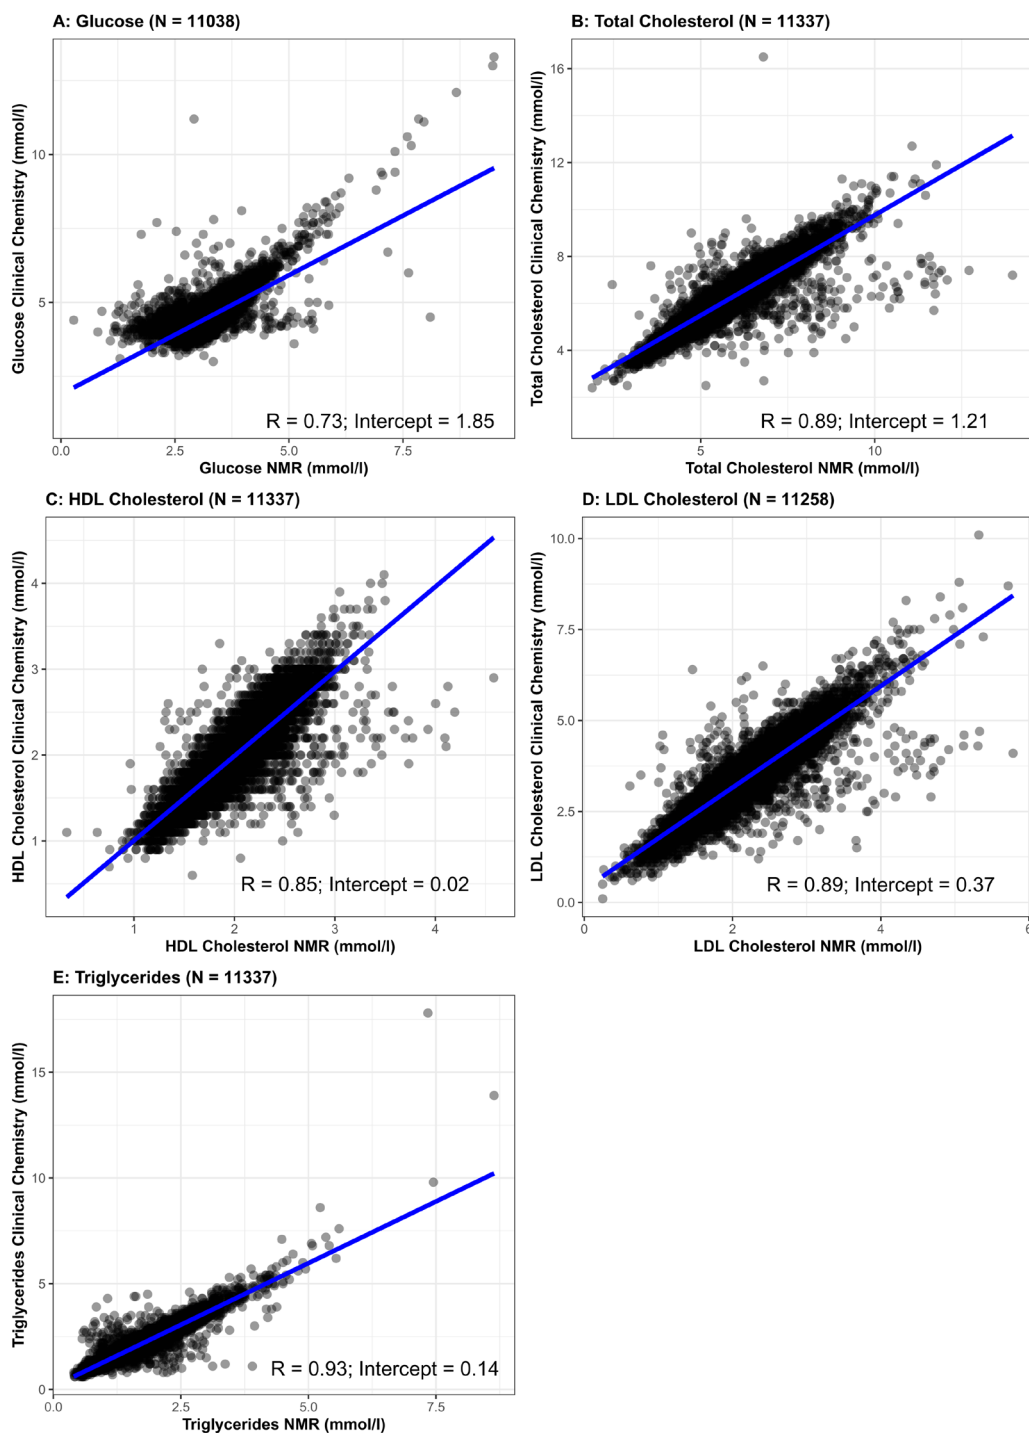 A: Glucose (N = 11038)
Glucose Clinical Chemistry (mmol/l)
10
5
R = 0.73; Intercept = 1.85
0.0 2.5 5.0 7.5
Glucose NMR (mmol/l)
B: Total Cholesterol (N = 11337)
Total Cholesterol Clinical Chemistry (mmol/l)
16
12
8
4
R = 0.89; Intercept = 1.21
5 10
Total Cholesterol NMR (mmol/l)
C: HDL Cholesterol (N = 11337)
HDL Cholesterol Clinical Chemistry (mmol/l)
4
3
2
1
R = 0.85; Intercept = 0.02
1 2 3 4
HDL Cholesterol NMR (mmol/l)
D: LDL Cholesterol (N = 11258)
LDL Cholesterol Clinical Chemistry (mmol/l)
10.0
7.5
5.0
2.5
0.0
R = 0.89; Intercept = 0.37
0 2 4 6
LDL Cholesterol NMR (mmol/l)
E: Triglycerides (N = 11337)
Triglycerides Clinical Chemistry (mmol/l)
15
10
5
0
R = 0.93; Intercept = 0.14
0.0 2.5 5.0 7.5
Triglycerides NMR (mmol/l)